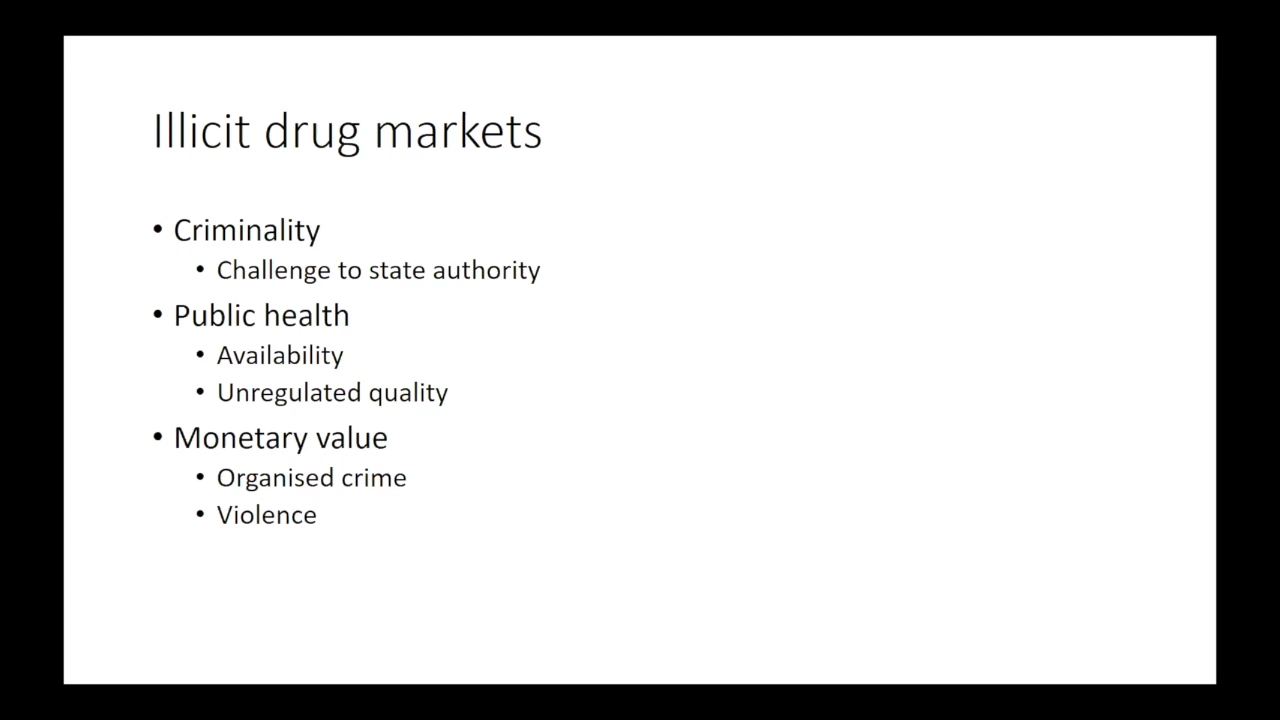 Illicit drug markets
• Criminality
• Challenge to state authority
• Public health
• Availability
• Unregulated quality
• Monetary value
• Organised crime
• Violence